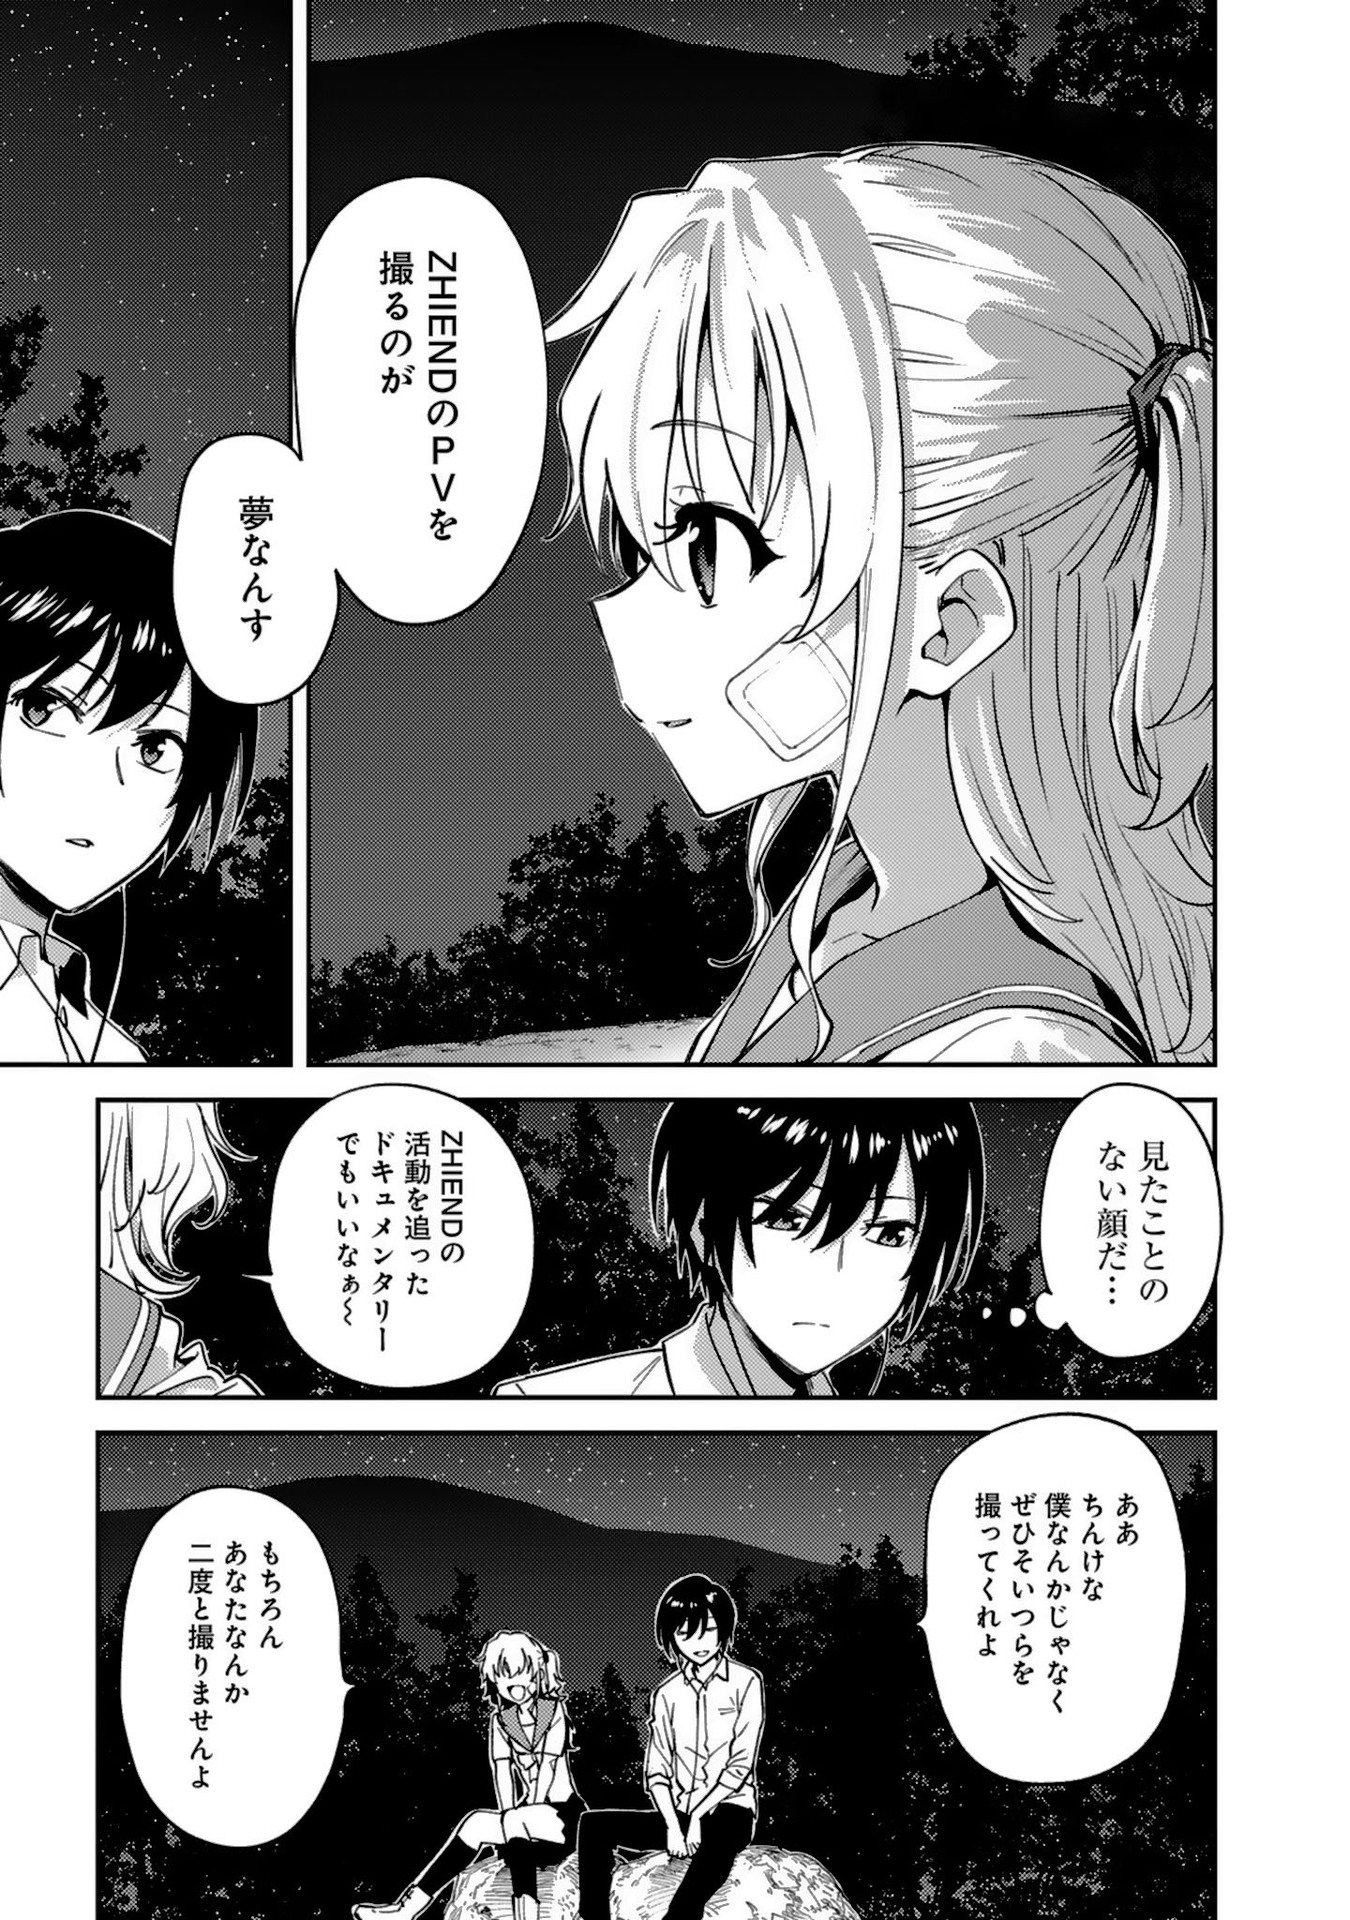 ZHIENDのPVを
撮るのが
夢なんす
見たことの
ない顔だ…
ZHIENDの
活動を追った
ドキュメンタリー
でもいいなぁ〜
ああ
ちんけな
僕なんかじゃなく
ぜひそいつらを
撮ってくれよ
もちろん
あなたなんか
二度と撮りませんよ